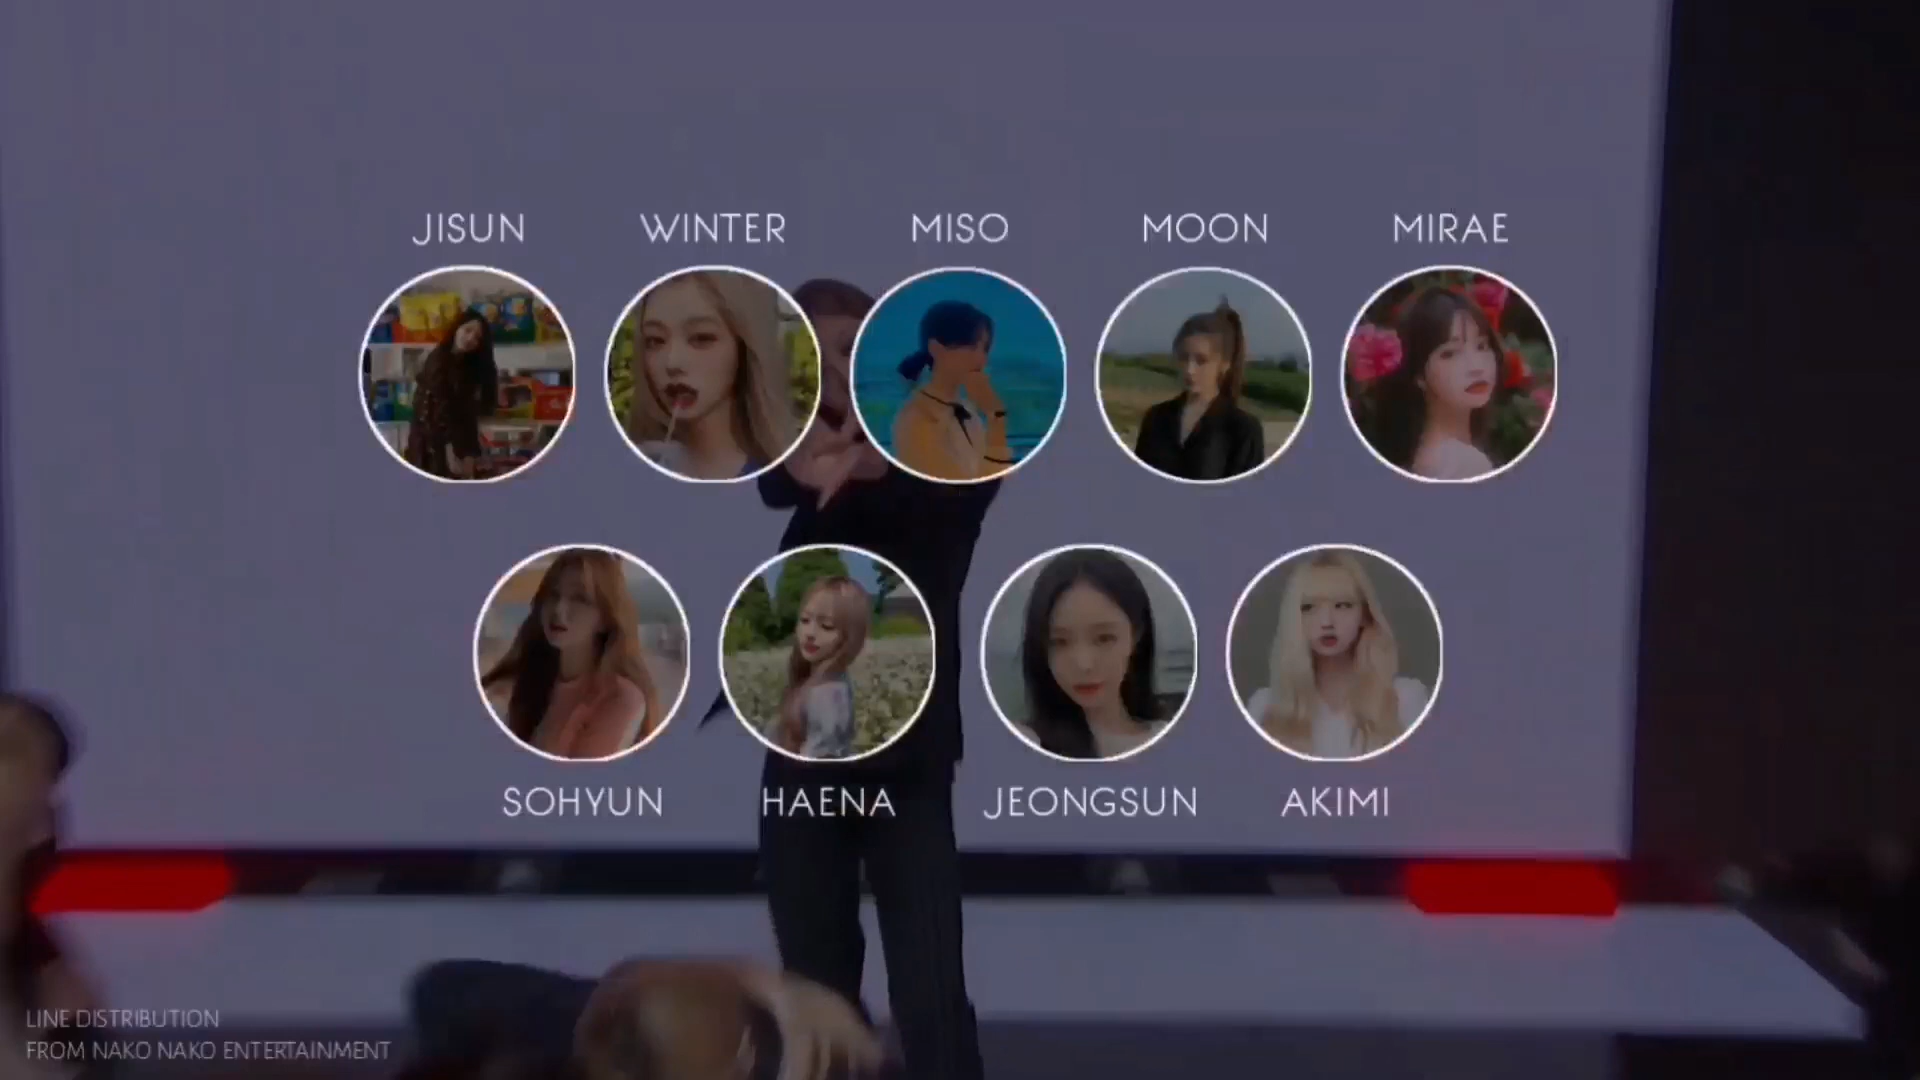 JISUN
WINTER
MISO
MOON
MIRAE
SOHYUN
HAENA
JEONGSUN
AKIMI
LINE DISTRIBUTION
FROM NAKO NAKO ENTERTAINMENT